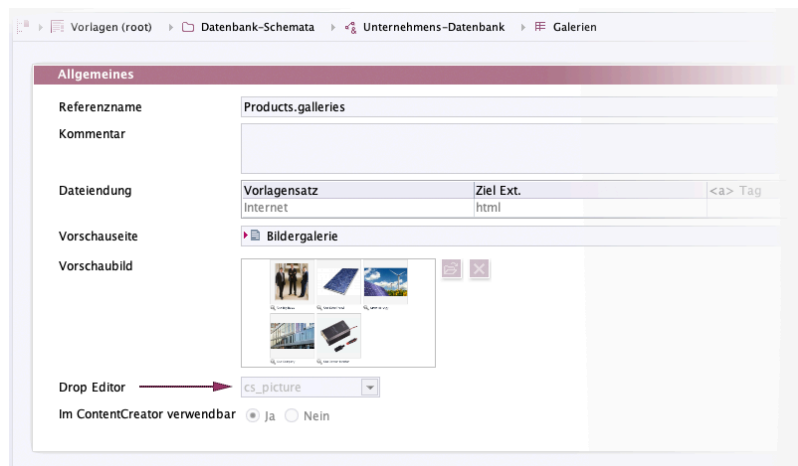 Vorlagen (root) Datenbank-Schemata Unternehmens-Datenbank Galerien
Allgemeines
Referenzname Products.galleries
Kommentar
Dateiendung Vorlagensatz Ziel Ext. <a> Tag
Internet html
Vorschauseite Bildergalerie
Vorschaubild
Drop Editor cs_picture
Im ContentCreator verwendbar Ja Nein